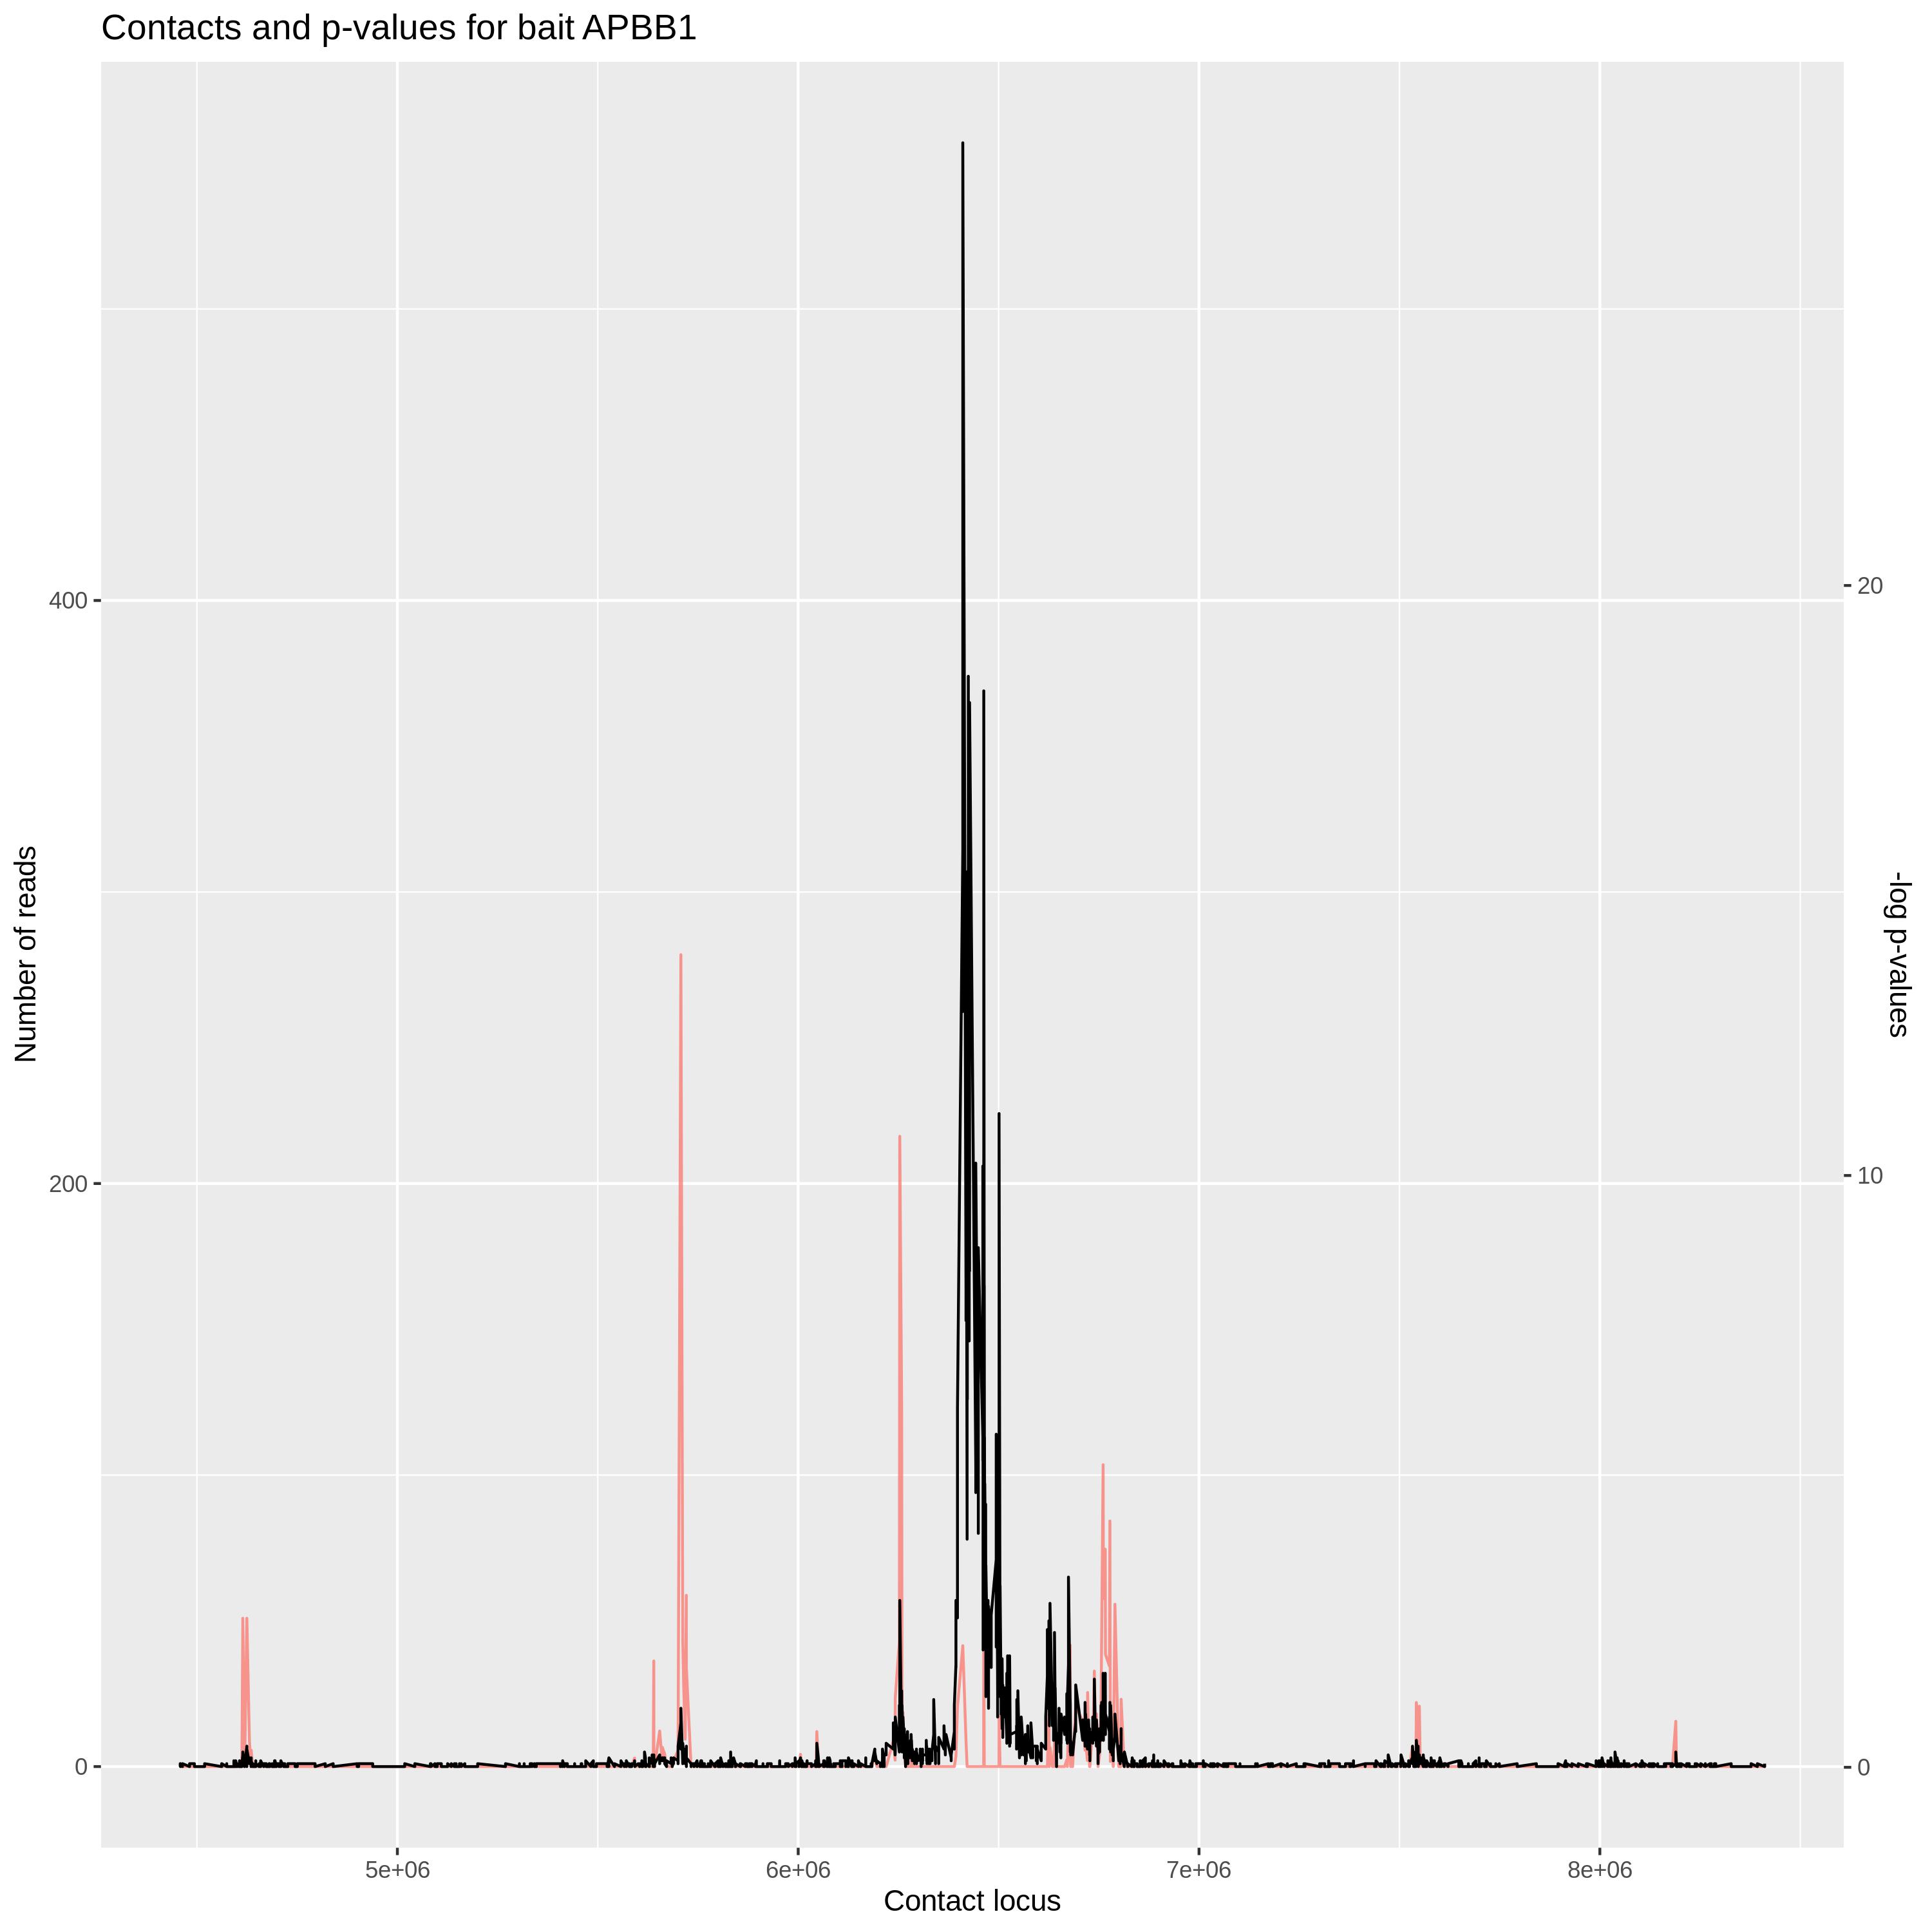 Contacts and p-values for bait APBB1
Number of reads
400
200
0
20
10
0
-log p-values
5e+06
6e+06
7e+06
8e+06
Contact locus